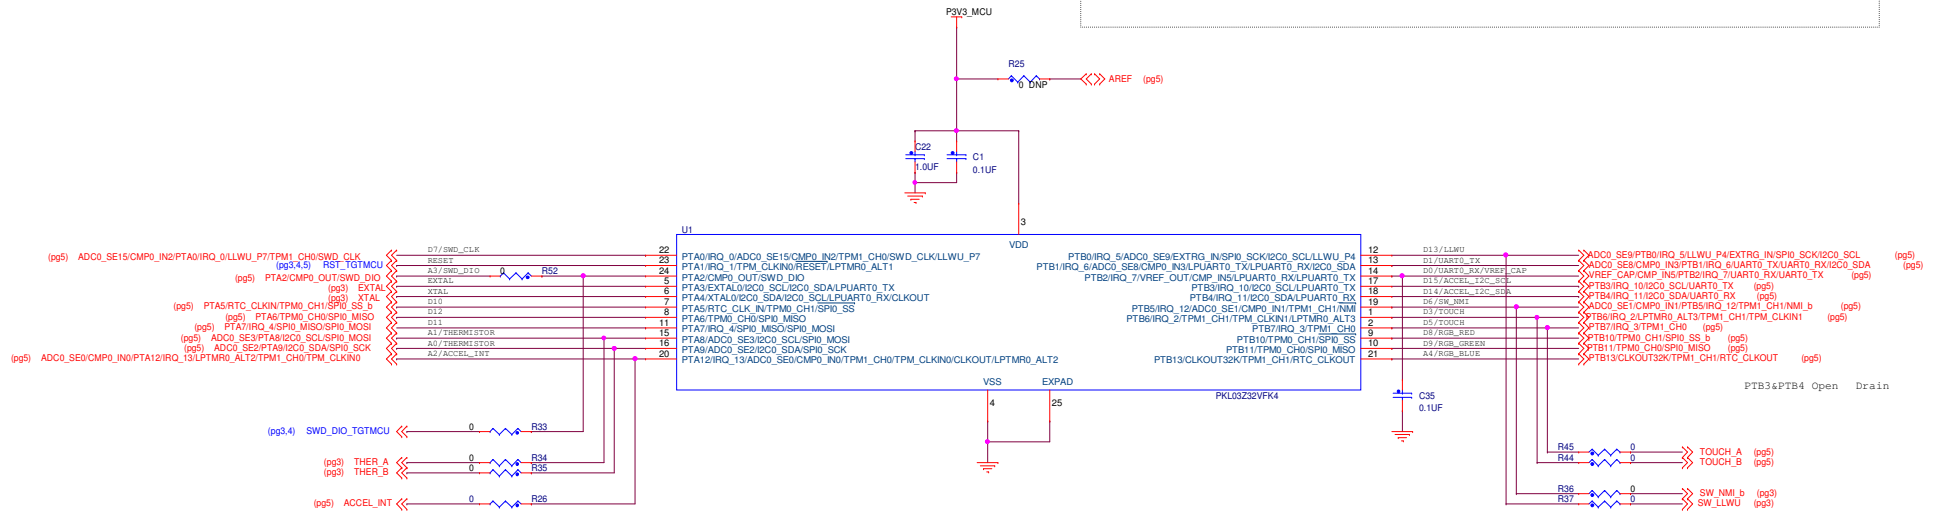 P3V3_MCU
R25
0 DNP
AREF (pg5)
C22
1.0UF
C1
0.1UF
3
U1
VDD
(pg5) ADC0_SE15/CMP0_IN2/PTA0/IRQ_0/LLWU_P7/TPM1_CH0/SWD_CLK
D7/SWD_CLK
22
PTA0/IRQ_0/ADC0_SE15/CMP0_IN2/TPM1_CH0/SWD_CLK/LLWU_P7
(pg3,4,5) RST_TGTMCU
RESET
23
PTA1/IRQ_1/TPM_CLKIN0/RESET/LPTMR0_ALT1
(pg5) PTA2/CMP0_OUT/SWD_DIO
A3/SWD_DIO
0
R52
24
PTA2/CMP0_OUT/SWD_DIO
(pg3) EXTAL
EXTAL
5
PTA3/EXTAL0/I2C0_SCL/I2C0_SDA/LPUART0_TX
(pg3) XTAL
XTAL
6
PTA4/XTAL0/I2C0_SDA/I2C0_SCL/LPUART0_RX/CLKOUT
(pg5) PTA5/RTC_CLKIN/TPM0_CH1/SPI0_SS_b
D10
7
PTA5/RTC_CLK_IN/TPM0_CH1/SPI0_SS
(pg5) PTA6/TPM0_CH0/SPI0_MISO
D12
8
PTA6/TPM0_CH0/SPI0_MISO
(pg5) PTA7/IRQ_4/SPI0_MISO/SPI0_MOSI
D11
11
PTA7/IRQ_4/SPI0_MISO/SPI0_MOSI
(pg5) ADC0_SE3/PTA8/I2C0_SCL/SPI0_MOSI
A1/THERMISTOR
15
PTA8/ADC0_SE3/I2C0_SCL/SPI0_MOSI
(pg5) ADC0_SE2/PTA9/I2C0_SDA/SPI0_SCK
A0/THERMISTOR
16
PTA9/ADC0_SE2/I2C0_SDA/SPI0_SCK
(pg5) ADC0_SE0/CMP0_IN0/PTA12/IRQ_13/LPTMR0_ALT2/TPM1_CH0/TPM_CLKIN0
A2/ACCEL_INT
20
PTA12/IRQ_13/ADC0_SE0/CMP0_IN0/TPM1_CH0/TPM_CLKIN0/CLKOUT/LPTMR0_ALT2
PTB0/IRQ_5/ADC0_SE9/EXTRG_IN/SPI0_SCK/I2C0_SCL/LLWU_P4
12
D13/LLWU
ADC0_SE9/PTB0/IRQ_5/LLWU_P4/EXTRG_IN/SPI0_SCK/I2C0_SCL (pg5)
PTB1/IRQ_6/ADC0_SE8/CMP0_IN3/LPUART0_TX/LPUART0_RX/I2C0_SDA
13
D1/UART0_TX
ADC0_SE8/CMP0_IN3/PTB1/IRQ_6/UART0_TX/UART0_RX/I2C0_SDA (pg5)
PTB2/IRQ_7/VREF_OUT/CMP_IN5/LPUART0_RX/LPUART0_TX
14
D0/UART0_RX/VREF_CAP
VREF_CAP/CMP_IN5/PTB2/IRQ_7/UART0_RX/UART0_TX (pg5)
PTB3/IRQ_10/I2C0_SCL/LPUART0_TX
17
D15/ACCEL_I2C_SCL
PTB3/IRQ_10/I2C0_SCL/UART0_TX (pg5)
PTB4/IRQ_11/I2C0_SDA/LPUART0_RX
18
D14/ACCEL_I2C_SDA
PTB4/IRQ_11/I2C0_SDA/UART0_RX (pg5)
PTB5/IRQ_12/ADC0_SE1/CMP0_IN1/TPM1_CH1/NMI
19
D6/SW_NMI
ADC0_SE1/CMP0_IN1/PTB5/IRQ_12/TPM1_CH1/NMI_b (pg5)
PTB6/IRQ_2/TPM1_CH1/TPM_CLKIN1/LPTMR0_ALT3
1
D3/TOUCH
PTB6/IRQ_2/LPTMR0_ALT3/TPM1_CH1/TPM_CLKIN1 (pg5)
PTB7/IRQ_3/TPM1_CH0
2
D5/TOUCH
PTB7/IRQ_3/TPM1_CH0 (pg5)
PTB10/TPM0_CH1/SPI0_SS
9
D8/RGB_RED
PTB10/TPM0_CH1/SPI0_SS_b (pg5)
PTB11/TPM0_CH0/SPI0_MISO
10
D9/RGB_GREEN
PTB11/TPM0_CH0/SPI0_MISO (pg5)
PTB13/CLKOUT32K/TPM1_CH1/RTC_CLKOUT
21
A4/RGB_BLUE
PTB13/CLKOUT32K/TPM1_CH1/RTC_CLKOUT (pg5)
VSS
EXPAD
4
25
PKL03Z32VFK4
C35
0.1UF
PTB3&PTB4 Open Drain
(pg3,4) SWD_DIO_TGTMCU
0
R33
(pg3) THER_A
0
R34
(pg3) THER_B
0
R35
(pg5) ACCEL_INT
0
R26
R45
0
TOUCH_A (pg5)
R44
0
TOUCH_B (pg5)
R36
0
SW_NMI_b (pg3)
R37
0
SW_LLWU (pg3)